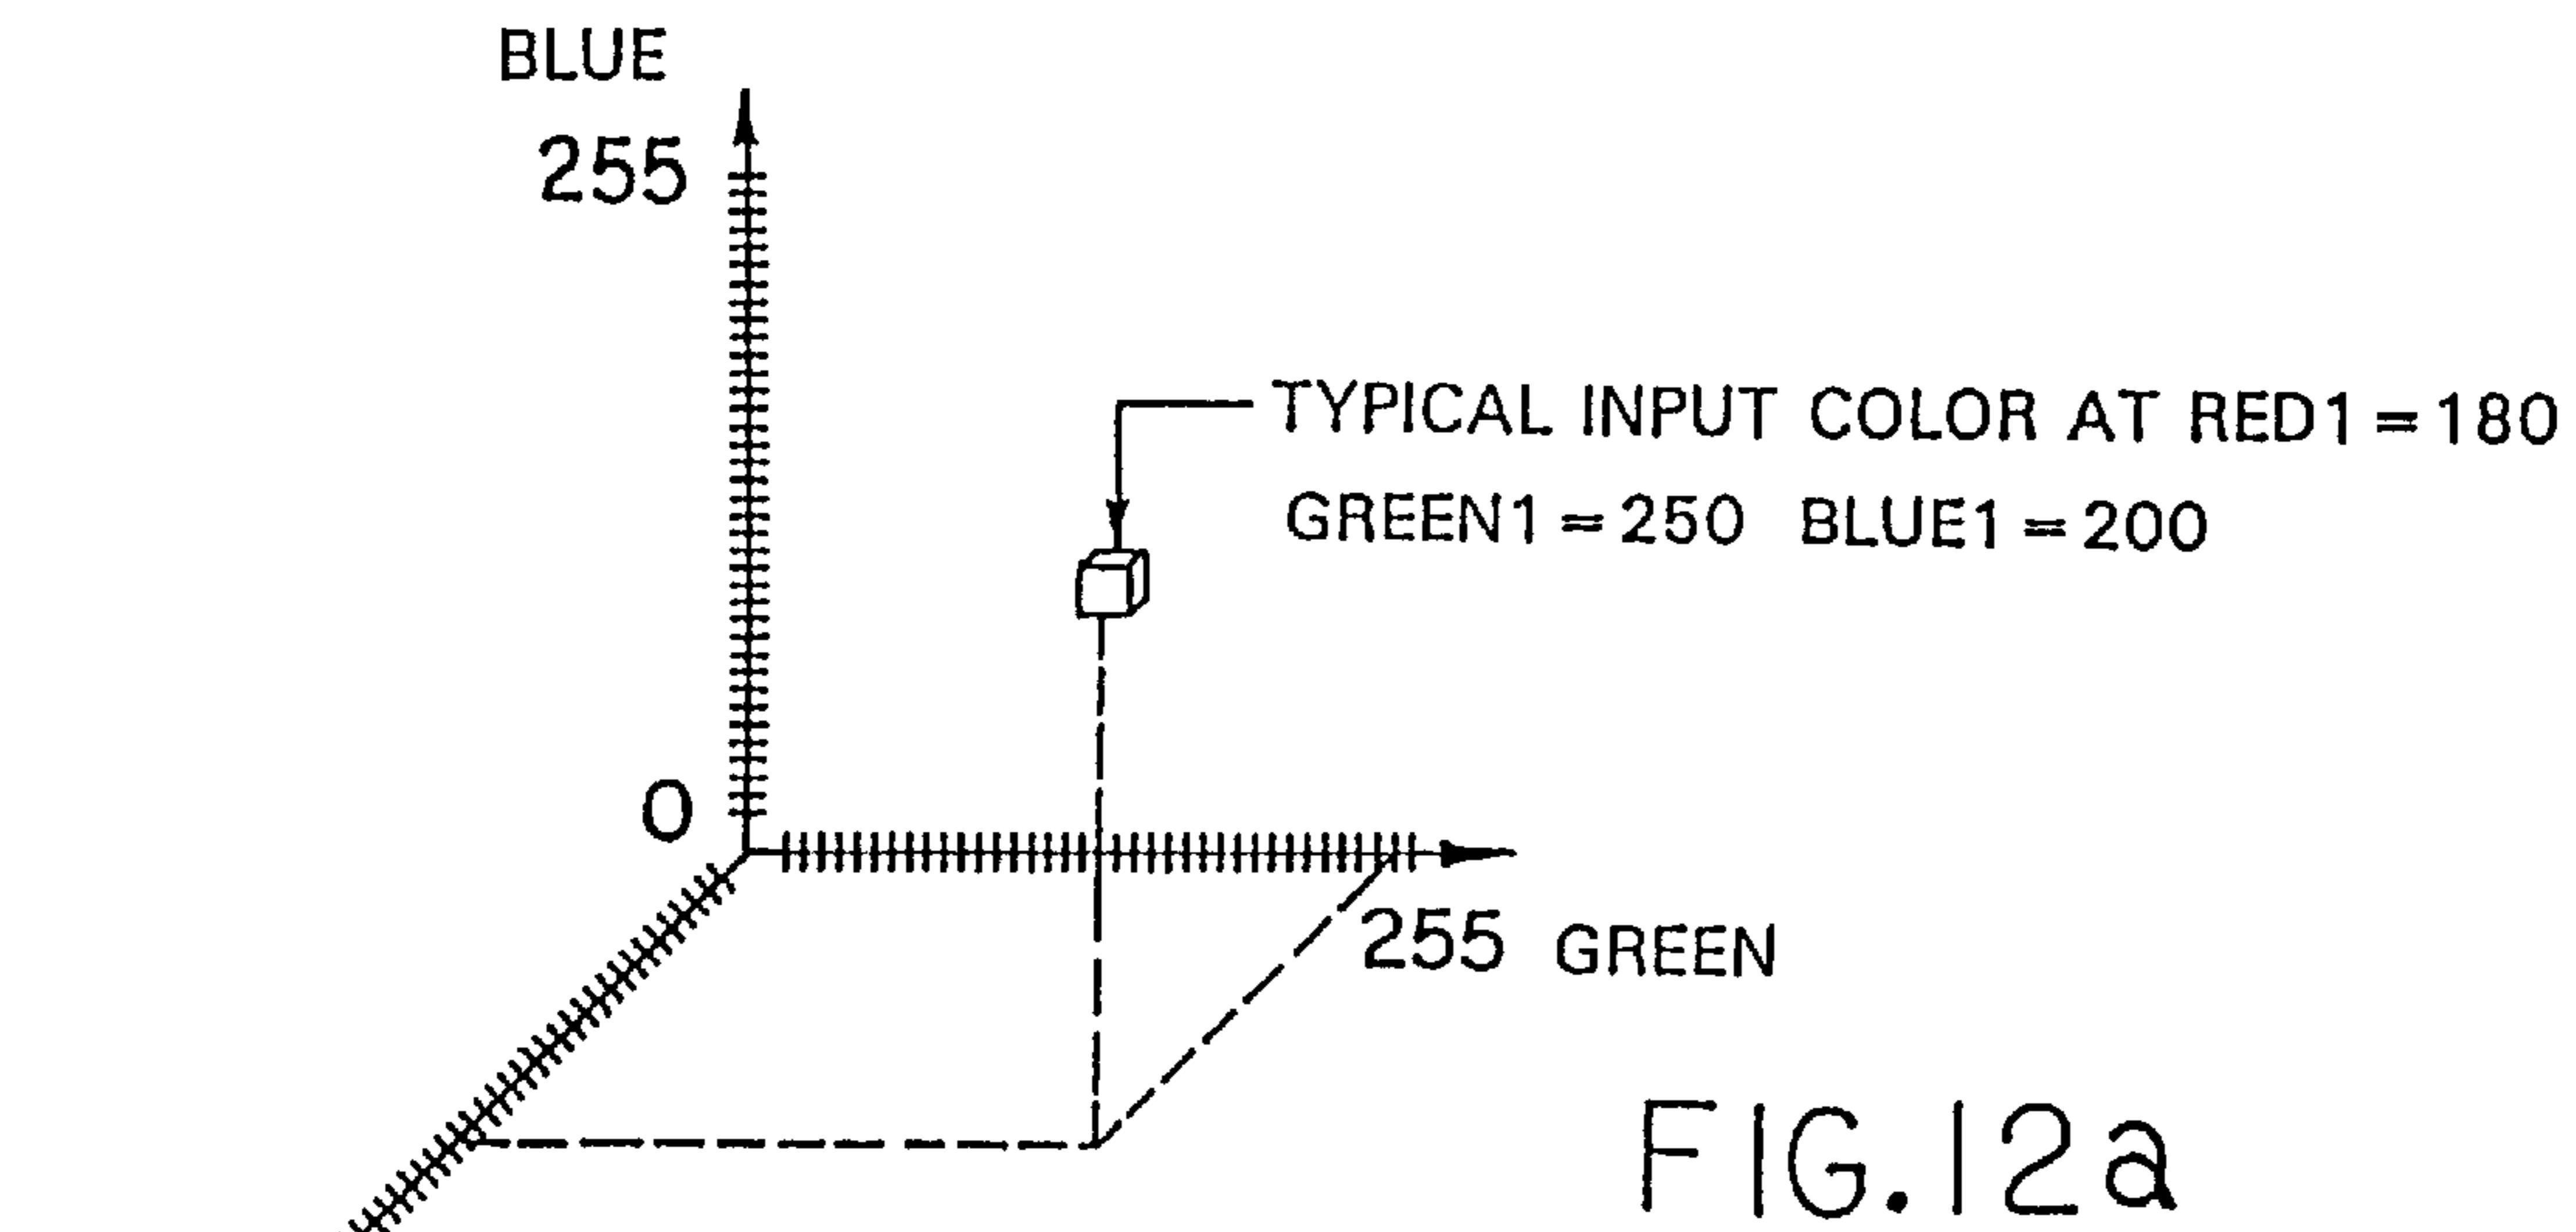 BLUE
255
TYPICAL INPUT COLOR AT RED1=180
GREEN1=250 BLUE1=200
0
255 GREEN
FIG.12a